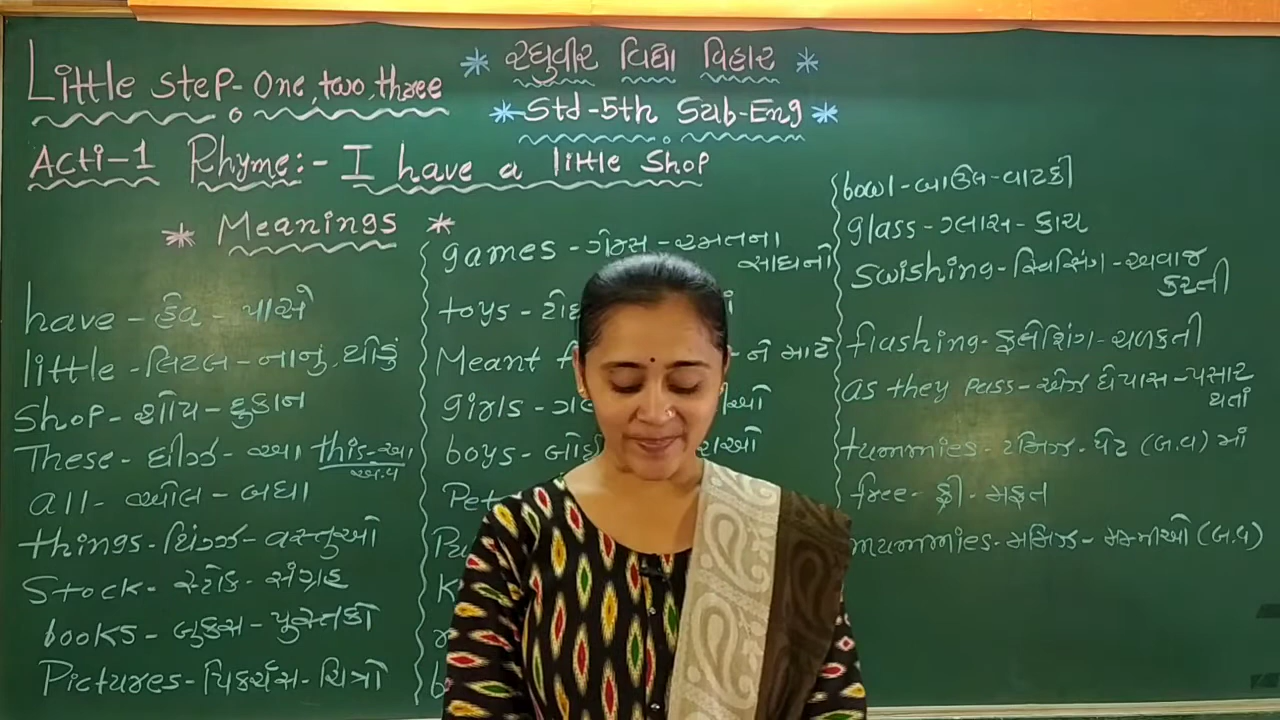 Little Step-One, two, three
* રઘુવીર વિદ્યા વિહાર *
* Std-5th Sub-Eng *
Acti-1 Rhyme:- I have a little Shop
* Meanings *
have - હેવ - પાસે
little - લિટલ - નાનું, થોડું
Shop - શોપ - દુકાન
These - ધીઝ - આ this-આ
એ.વ
all - ઓલ - બધા
things - થિંગ્ઝ - વસ્તુઓ
Stock - સ્ટોક - સંગ્રહ
books - બુક્સ - પુસ્તકો
Pictures - પિક્ચર્સ - ચિત્રો
games - ગેમ્સ - રમતના
સાધનો
toys - ટોઇ
Meant f - ને માટે
girls - ગ ઓ
boys - બોઇ ઓ
Pet
K
b
bowl - બાઉલ - વાટકી
glass - ગ્લાસ - કાચ
Swishing - સ્વિસિંગ - અવાજ
કરતી
flashing - ફ્લેશિંગ - ચળકતી
as they Pass - એઝ ધેપાસ - પસાર
થતાં
tummies - ટમિઝ - પેટ (બ.વ) માં
free - ફ્રી - મફત
mummies - મમિઝ - મમ્મીઓ (બ.વ)